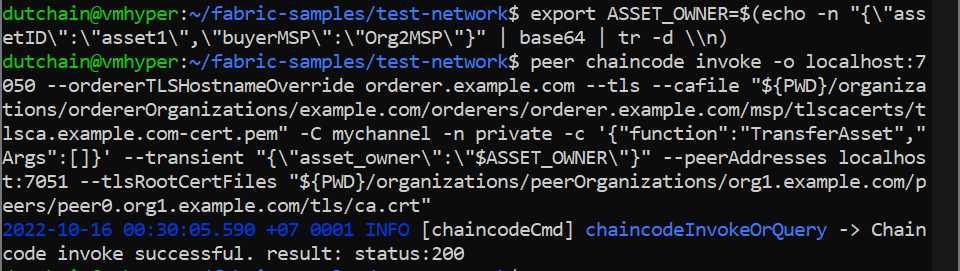 dutchain@vmhyper:~/fabric-samples/test-network$ export ASSET_OWNER=$(echo -n "{\"ass
etID\":\"asset1\",\"buyerMSP\":\"Org2MSP\"}" | base64 | tr -d \\n)
dutchain@vmhyper:~/fabric-samples/test-network$ peer chaincode invoke -o localhost:7
050 --ordererTLSHostnameOverride orderer.example.com --tls --cafile "${PWD}/organiza
tions/ordererOrganizations/example.com/orderers/orderer.example.com/msp/tlscacerts/t
lsca.example.com-cert.pem" -C mychannel -n private -c '{"function":"TransferAsset","
Args":[]}' --transient "{\"asset_owner\":\"$ASSET_OWNER\"}" --peerAddresses localhos
t:7051 --tlsRootCertFiles "${PWD}/organizations/peerOrganizations/org1.example.com/p
eers/peer0.org1.example.com/tls/ca.crt"
2022-10-16 00:30:05.590 +07 0001 INFO [chaincodeCmd] chaincodeInvokeOrQuery -> Chain
code invoke successful. result: status:200